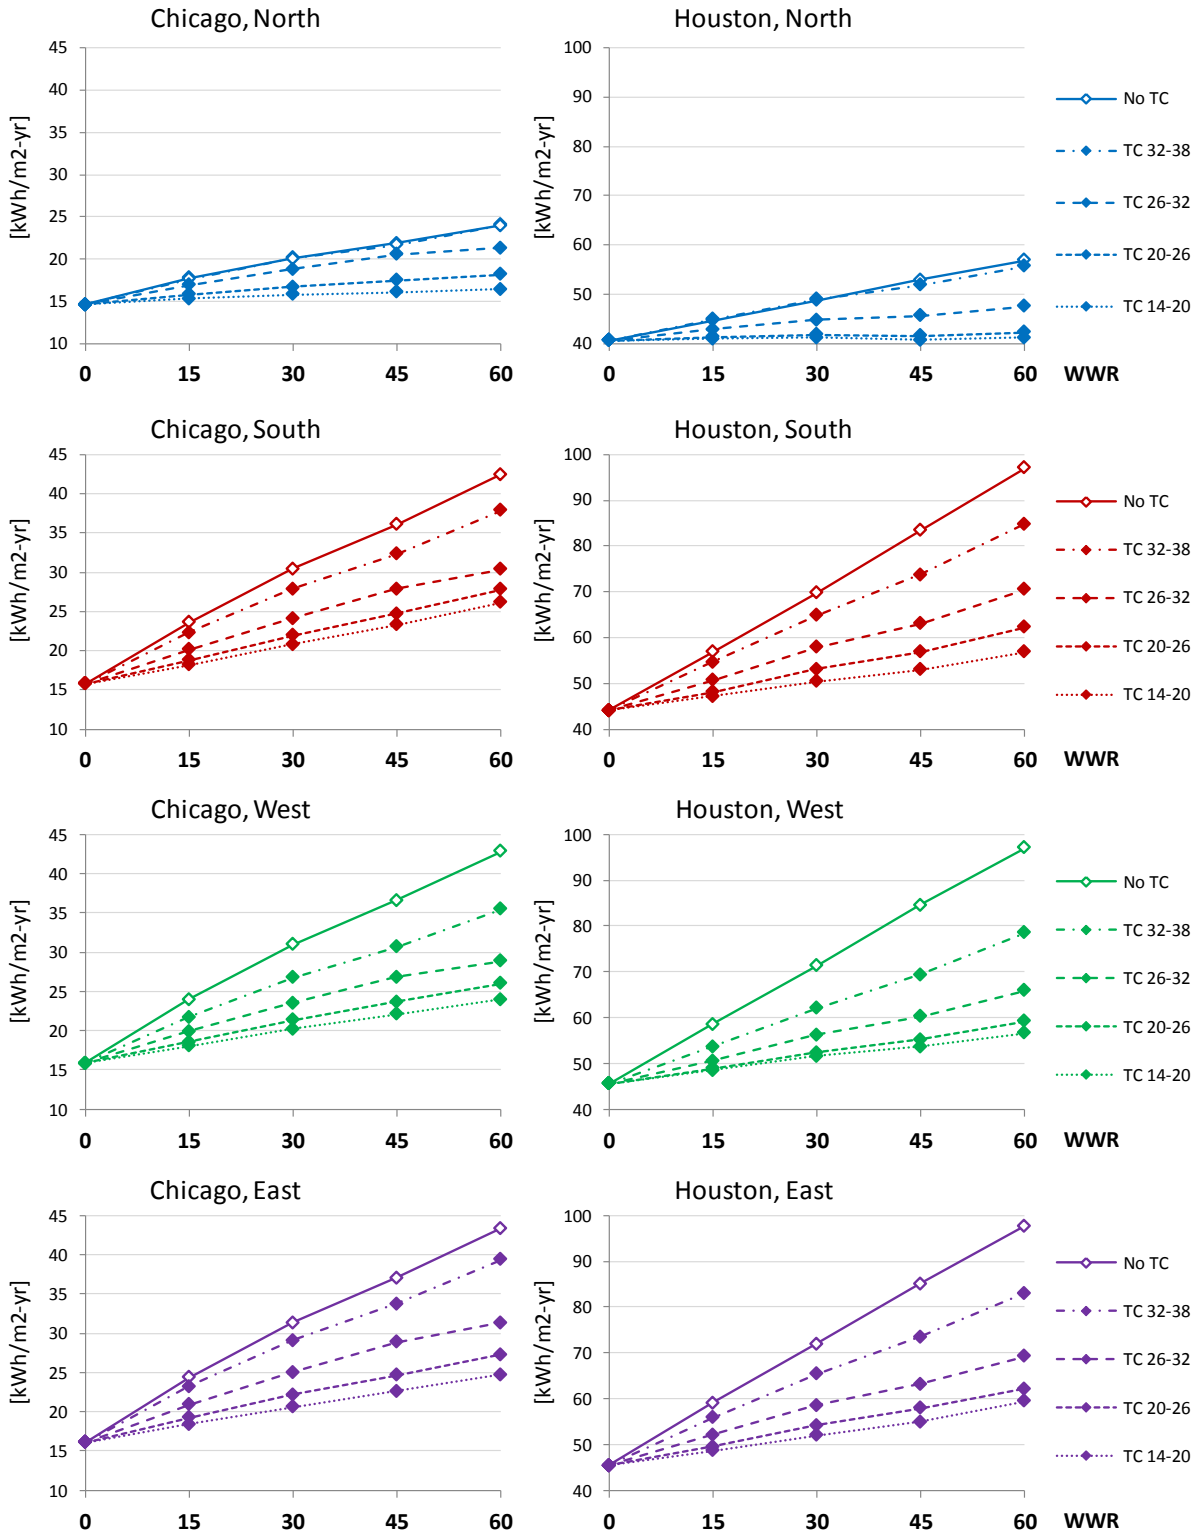 Chicago, North
Houston, North
45
40
35
30
25
20
15
10
[kWh/m2-yr]
0 15 30 45 60
100
90
80
70
60
50
40
[kWh/m2-yr]
0 15 30 45 60 WWR
No TC
TC 32-38
TC 26-32
TC 20-26
TC 14-20
Chicago, South
Houston, South
45
40
35
30
25
20
15
10
[kWh/m2-yr]
0 15 30 45 60
100
90
80
70
60
50
40
[kWh/m2-yr]
0 15 30 45 60 WWR
No TC
TC 32-38
TC 26-32
TC 20-26
TC 14-20
Chicago, West
Houston, West
45
40
35
30
25
20
15
10
[kWh/m2-yr]
0 15 30 45 60
100
90
80
70
60
50
40
[kWh/m2-yr]
0 15 30 45 60 WWR
No TC
TC 32-38
TC 26-32
TC 20-26
TC 14-20
Chicago, East
Houston, East
45
40
35
30
25
20
15
10
[kWh/m2-yr]
0 15 30 45 60
100
90
80
70
60
50
40
[kWh/m2-yr]
0 15 30 45 60 WWR
No TC
TC 32-38
TC 26-32
TC 20-26
TC 14-20